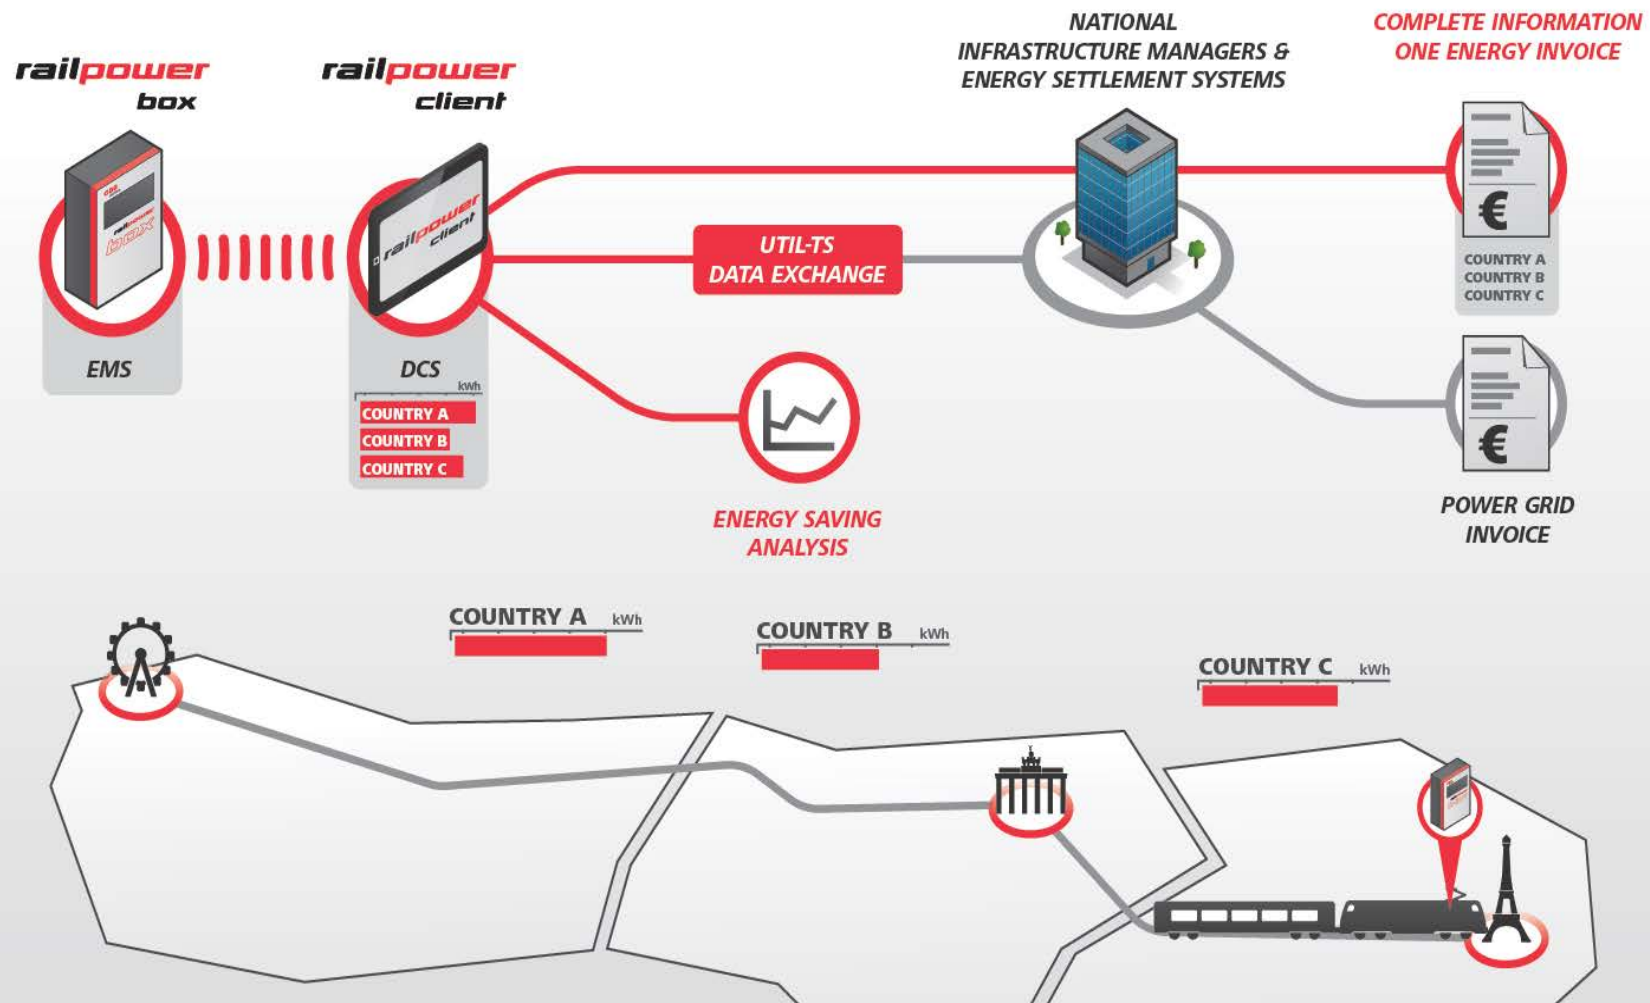 railpower
box
railpower
client
NATIONAL
INFRASTRUCTURE MANAGERS &
ENERGY SETTLEMENT SYSTEMS
COMPLETE INFORMATION
ONE ENERGY INVOICE
railpower
box
railpower
client
UTIL-TS
DATA EXCHANGE
€
COUNTRY A
COUNTRY B
COUNTRY C
EMS
DCS
kWh
COUNTRY A
COUNTRY B
COUNTRY C
€
POWER GRID
INVOICE
ENERGY SAVING
ANALYSIS
COUNTRY A kWh
COUNTRY B kWh
COUNTRY C kWh